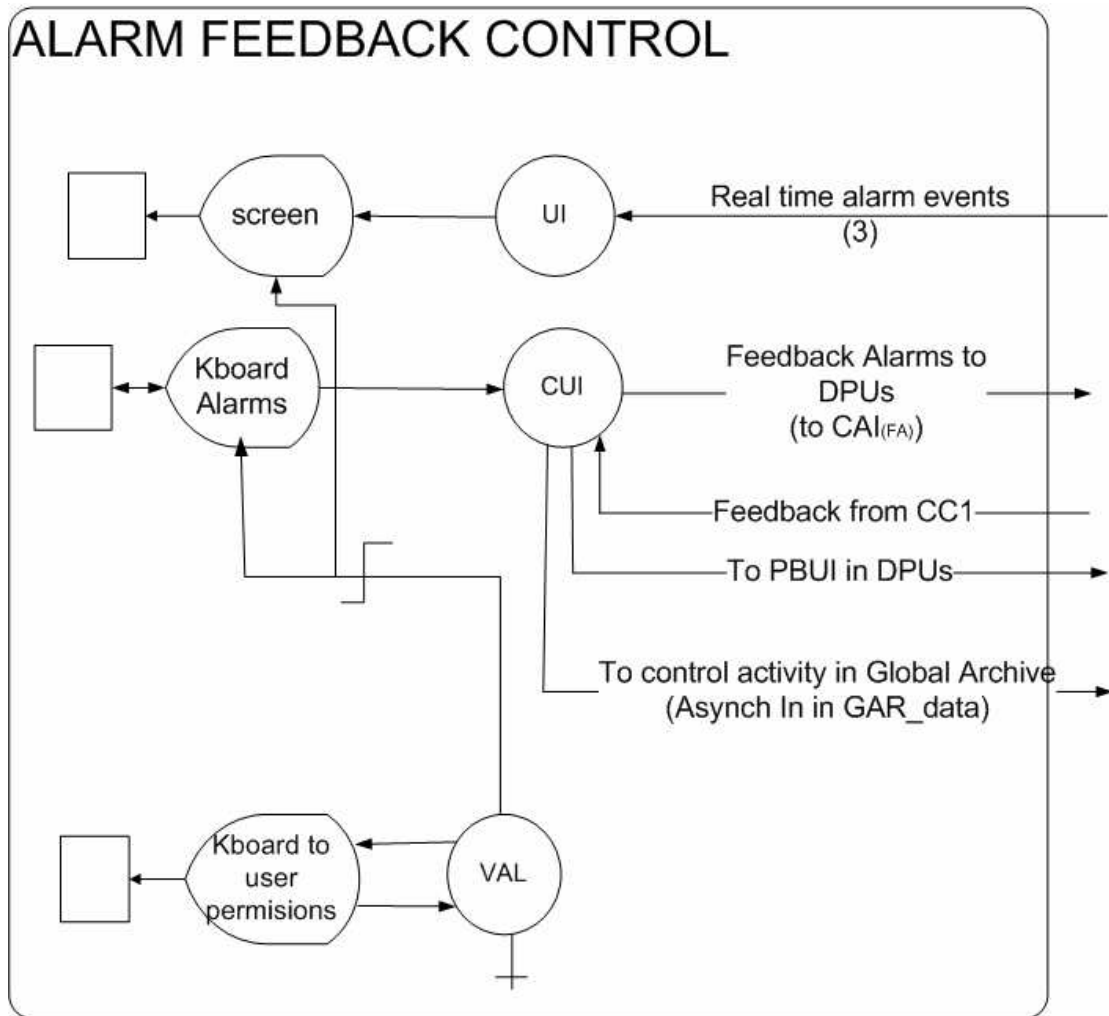 ALARM FEEDBACK CONTROL
screen
UI
Real time alarm events
(3)
Kboard
Alarms
CUI
Feedback Alarms to
DPUs
(to CAI(FA))
Feedback from CC1
To PBUI in DPUs
To control activity in Global Archive
(Asynch In in GAR_data)
Kboard to
user
permisions
VAL